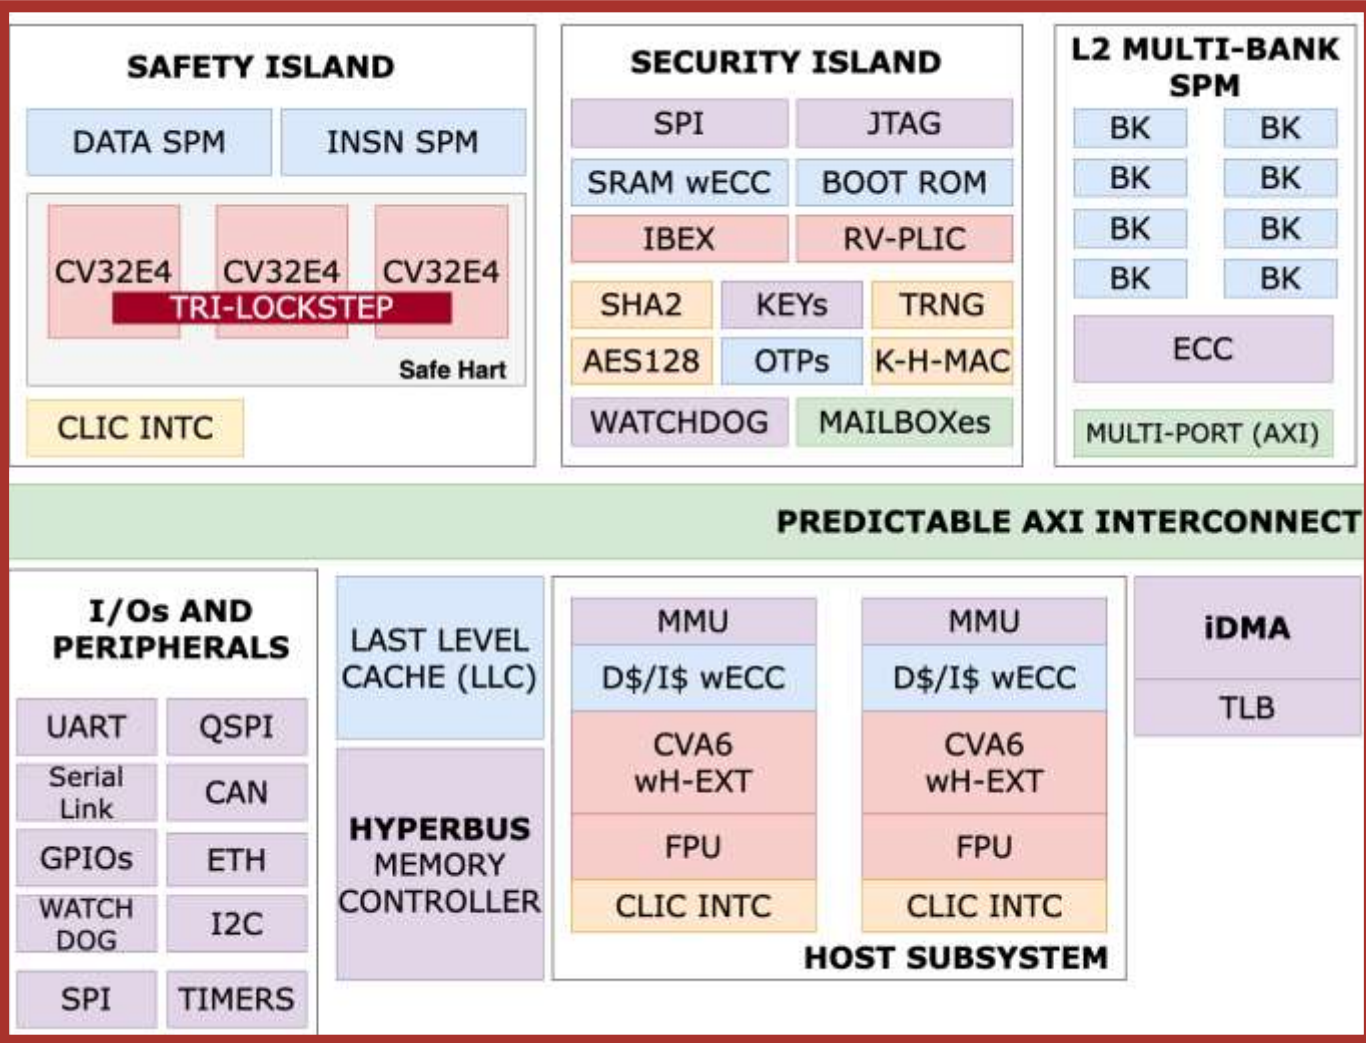 SAFETY ISLAND
DATA SPM
INSN SPM
CV32E4
CV32E4
CV32E4
TRI-LOCKSTEP
Safe Hart
CLIC INTC
SECURITY ISLAND
SPI
JTAG
SRAM wECC
BOOT ROM
IBEX
RV-PLIC
SHA2
KEYs
TRNG
AES128
OTPs
K-H-MAC
WATCHDOG
MAILBOXes
L2 MULTI-BANK
SPM
BK
BK
BK
BK
BK
BK
BK
BK
ECC
MULTI-PORT (AXI)
PREDICTABLE AXI INTERCONNECT
I/Os AND
PERIPHERALS
UART
QSPI
Serial
Link
CAN
GPIOs
ETH
WATCH
DOG
I2C
SPI
TIMERS
LAST LEVEL
CACHE (LLC)
HYPERBUS
MEMORY
CONTROLLER
MMU
D$/I$ wECC
CVA6
wH-EXT
FPU
CLIC INTC
MMU
D$/I$ wECC
CVA6
wH-EXT
FPU
CLIC INTC
HOST SUBSYSTEM
iDMA
TLB